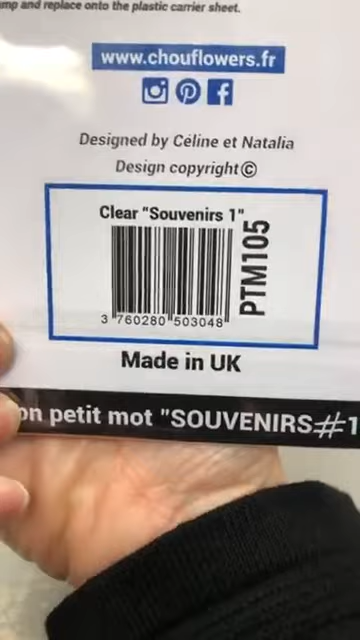 mp and replace onto the plastic carrier sheet.
www.chouflowers.fr
Designed by Céline et Natalia
Design copyright©
Clear "Souvenirs 1"
PTM105
3 760280 503048
Made in UK
on petit mot "SOUVENIRS#1